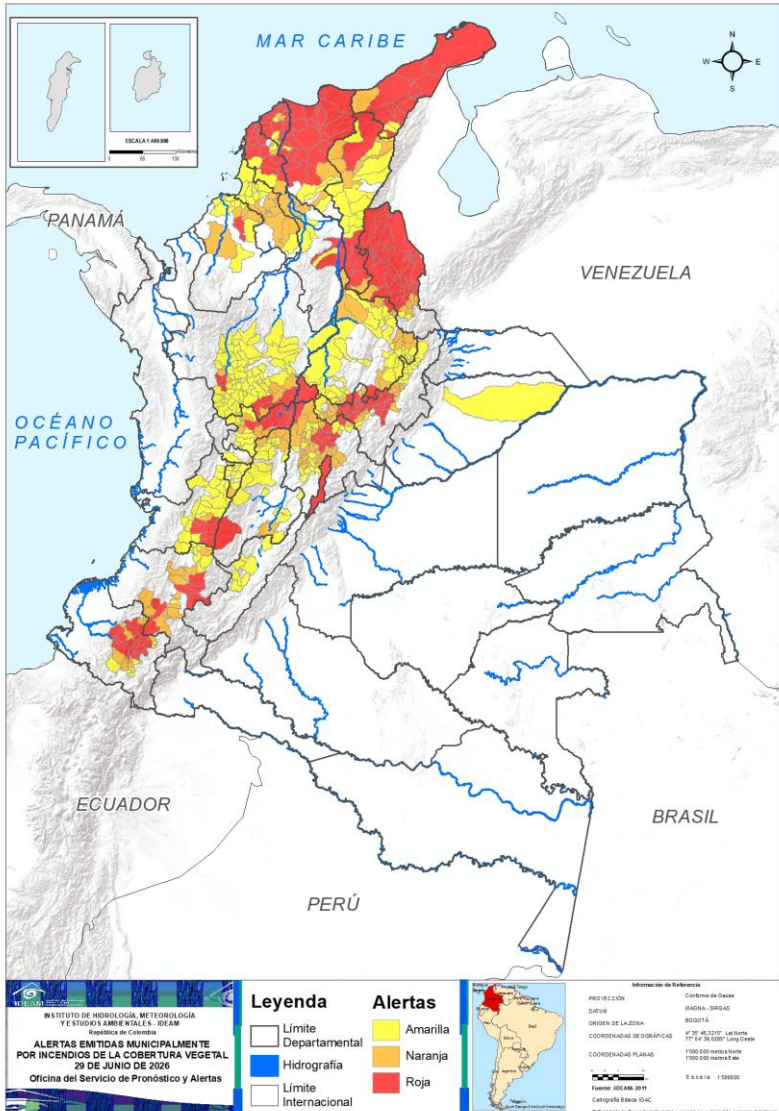 MAR CARIBE
N
W
E
S
ESCALA 1:400.000
PANAMÁ
VENEZUELA
OCÉANO
PACÍFICO
ECUADOR
BRASIL
PERÚ
IDEAM
INSTITUTO DE HIDROLOGÍA, METEOROLOGÍA
Y ESTUDIOS AMBIENTALES - IDEAM
República de Colombia
ALERTAS EMITIDAS MUNICIPALMENTE
POR INCENDIOS DE LA COBERTURA VEGETAL
29 DE JUNIO DE 2026
Oficina del Servicio de Pronóstico y Alertas
Leyenda
Límite
Departamental
Hidrografía
Límite
Internacional
Alertas
Amarilla
Naranja
Roja
Información de Referencia
PROYECCIÓN
Conforme de Gauss
DATUM
MAGNA - SIRGAS
ORIGEN DE LA ZONA
BOGOTÁ
COORDENADAS GEOGRÁFICAS
COORDENADAS PLANAS
1'000.000 metros Norte
1'000.000 metros Este
Fuente: IDEAM 2011
Cartografía Básica IGAC